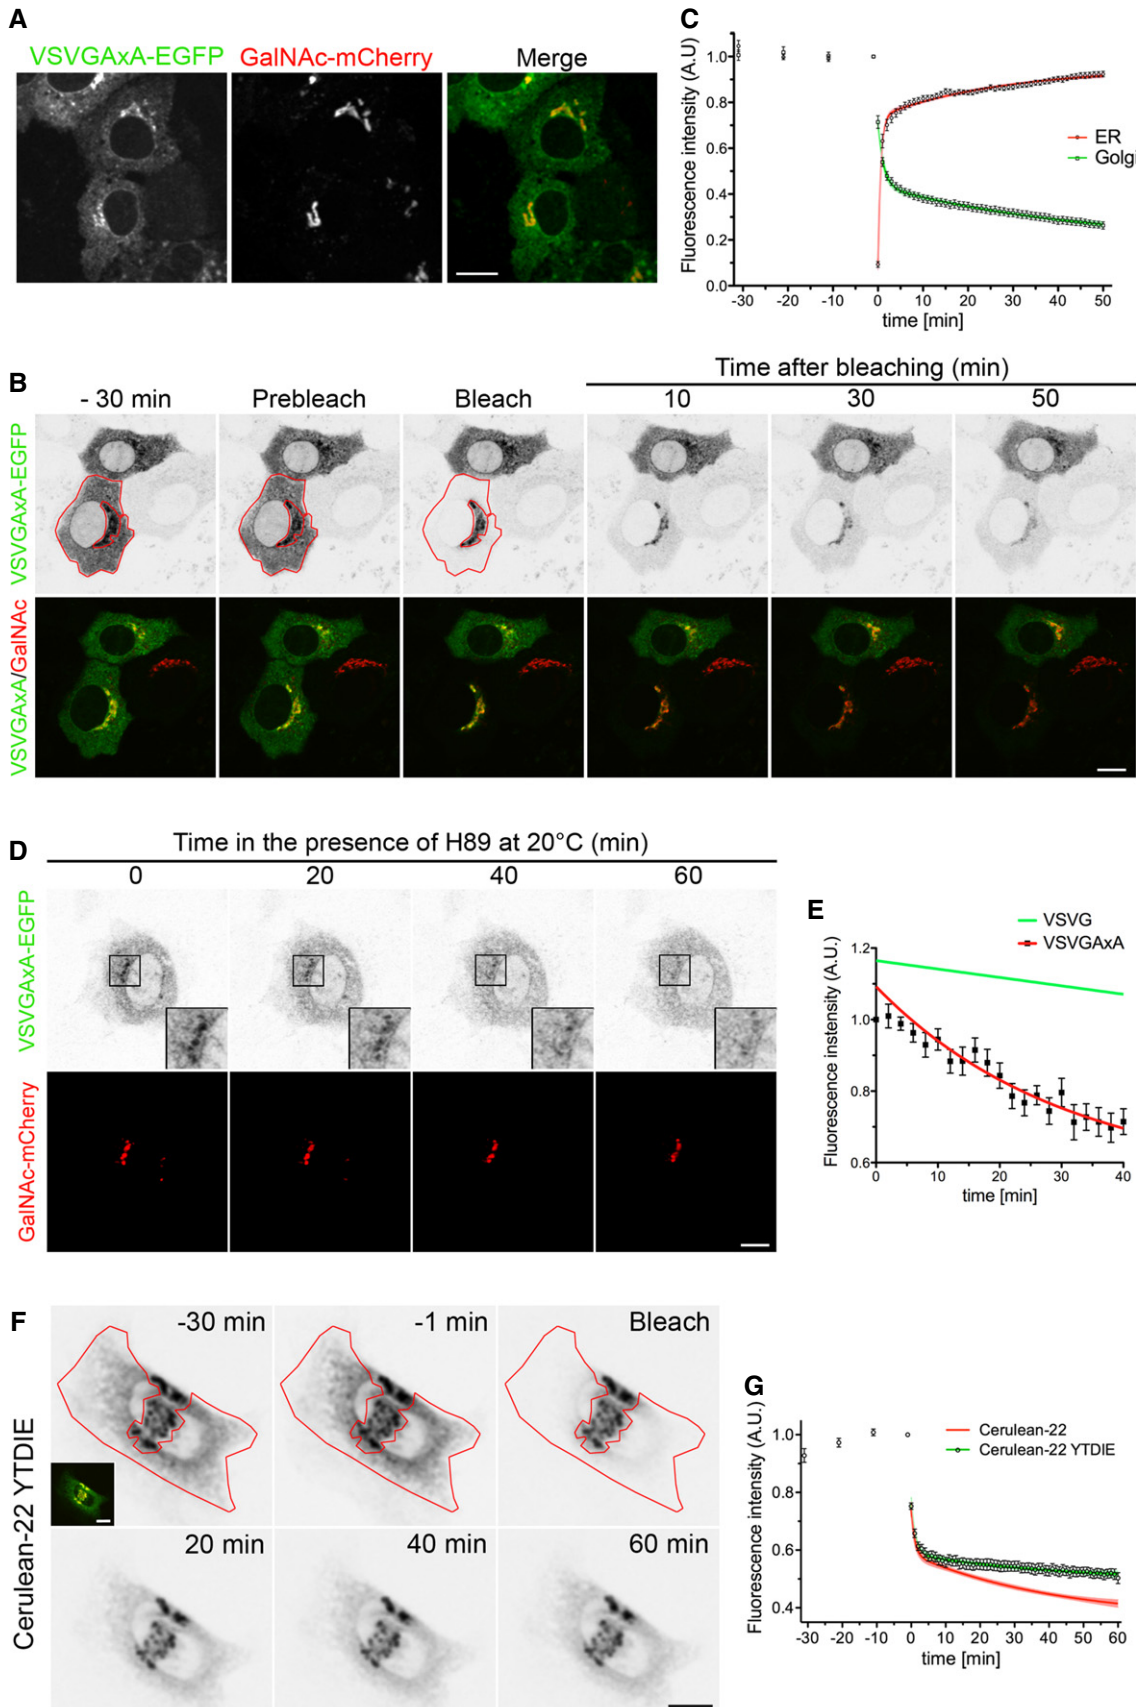 A
VSVGAxA-EGFP GalNAc-mCherry Merge
C
Fluorescence intensity (A.U)
1.0
0.8
0.6
0.4
0.2
0.0
-30 -20 -10 0 10 20 30 40 50
time [min]
ER
Golgi
B
Time after bleaching (min)
- 30 min Prebleach Bleach 10 30 50
VSVGAxA-EGFP
VSVGAxA/GalNAc
D
Time in the presence of H89 at 20°C (min)
0 20 40 60
VSVGAxA-EGFP
GalNAc-mCherry
E
VSVG
VSVGAxA
Fluorescence instensity (A.U.)
1.2
1.0
0.8
0.6
0 10 20 30 40
time [min]
F
Cerulean-22 YTDIE
-30 min -1 min Bleach
20 min 40 min 60 min
G
Fluorescence intensity (A.U.)
1.0
0.8
0.6
0.4
Cerulean-22
Cerulean-22 YTDIE
-30 -20 -10 0 10 20 30 40 50 60
time [min]